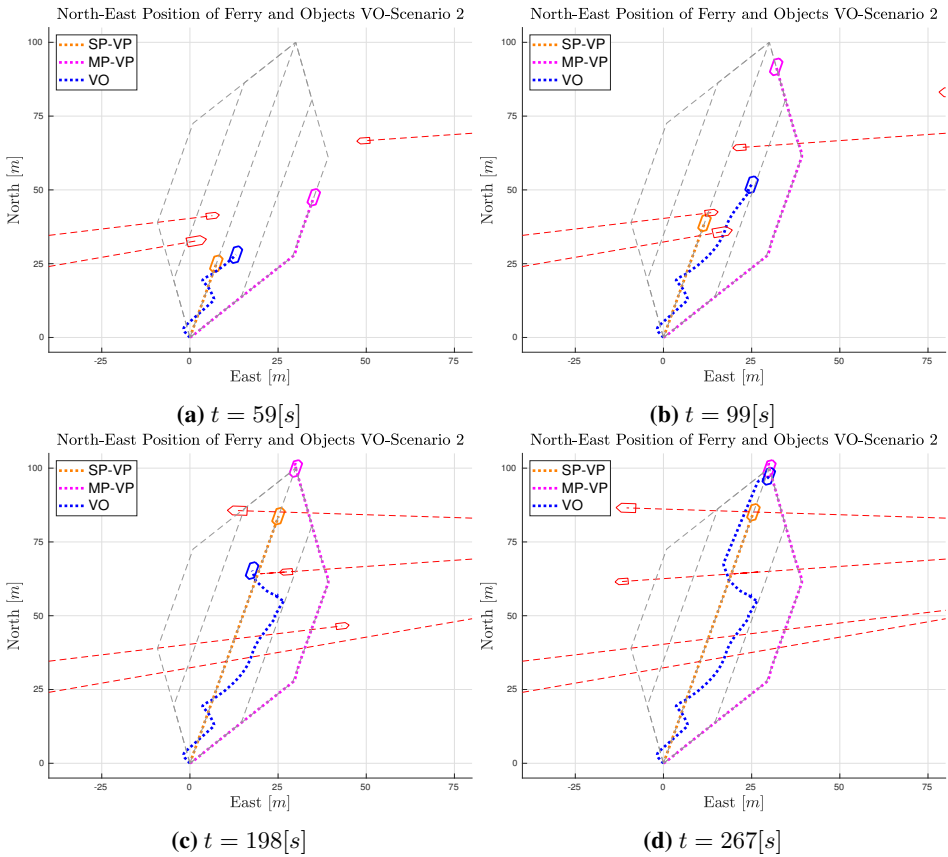 North-East Position of Ferry and Objects VO-Scenario 2
SP-VP
MP-VP
VO
100
75
50
25
0
North [m]
-25
0
25
50
75
East [m]
(a) t = 59[s]
North-East Position of Ferry and Objects VO-Scenario 2
SP-VP
MP-VP
VO
100
75
50
25
0
North [m]
-25
0
25
50
75
East [m]
(b) t = 99[s]
North-East Position of Ferry and Objects VO-Scenario 2
SP-VP
MP-VP
VO
100
75
50
25
0
North [m]
-25
0
25
50
75
East [m]
(c) t = 198[s]
North-East Position of Ferry and Objects VO-Scenario 2
SP-VP
MP-VP
VO
100
75
50
25
0
North [m]
-25
0
25
50
75
East [m]
(d) t = 267[s]